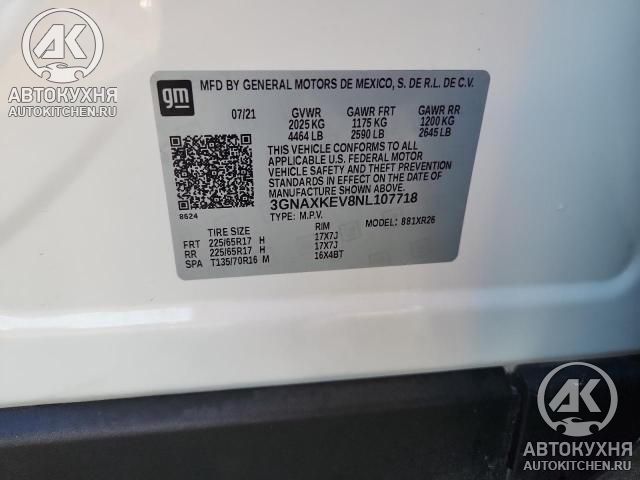 AK
АВТОКУХНЯ
AUTOKITCHEN.RU
gm
MFD BY GENERAL MOTORS DE MEXICO, S. DE R.L. DE C.V.
07/21 GVWR GAWR FRT GAWR RR
2025 KG 1175 KG 1200 KG
4464 LB 2590 LB 2645 LB
THIS VEHICLE CONFORMS TO ALL
APPLICABLE U.S. FEDERAL MOTOR
VEHICLE SAFETY AND THEFT PREVENTION
STANDARDS IN EFFECT ON THE DATE OF
MANUFACTURE SHOWN ABOVE.
3GNAXKEV8NL107718
8624 TYPE: M.P.V. MODEL: 881XR26
TIRE SIZE RIM
FRT 225/65R17 H 17X7J
RR 225/65R17 H 17X7J
SPA T135/70R16 M 16X4BT
AK
АВТОКУХНЯ
AUTOKITCHEN.RU